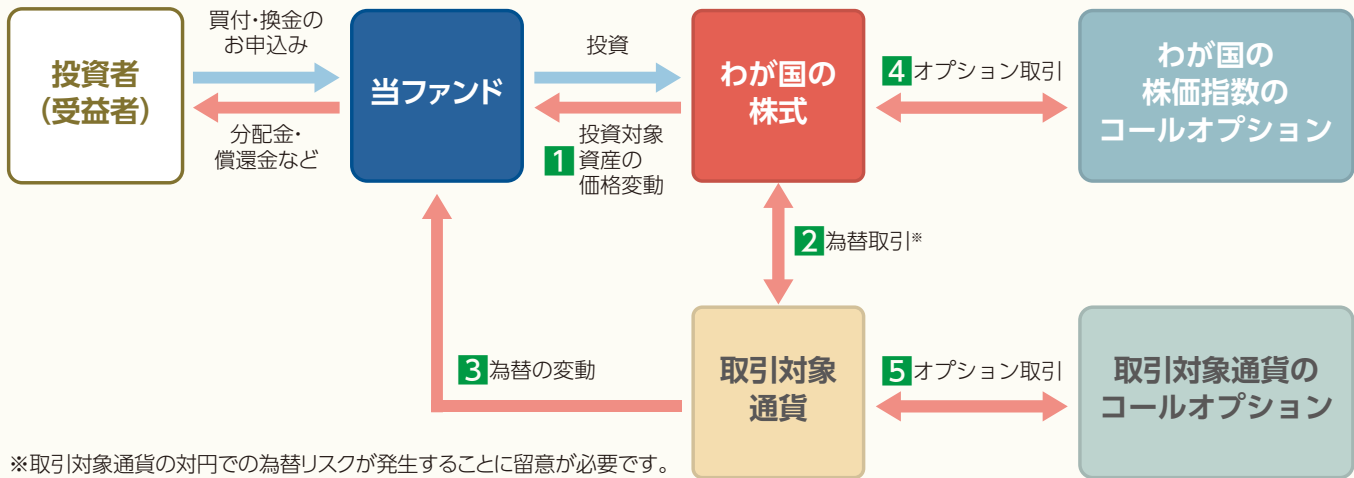 買付・換金の
お申込み
投資者
(受益者)
分配金・
償還金など
当ファンド
投資
1 投資対象
資産の
価格変動
わが国の
株式
4 オプション取引
わが国の
株価指数の
コールオプション
2 為替取引※
3 為替の変動
取引対象
通貨
5 オプション取引
取引対象通貨の
コールオプション
※取引対象通貨の対円での為替リスクが発生することに留意が必要です。